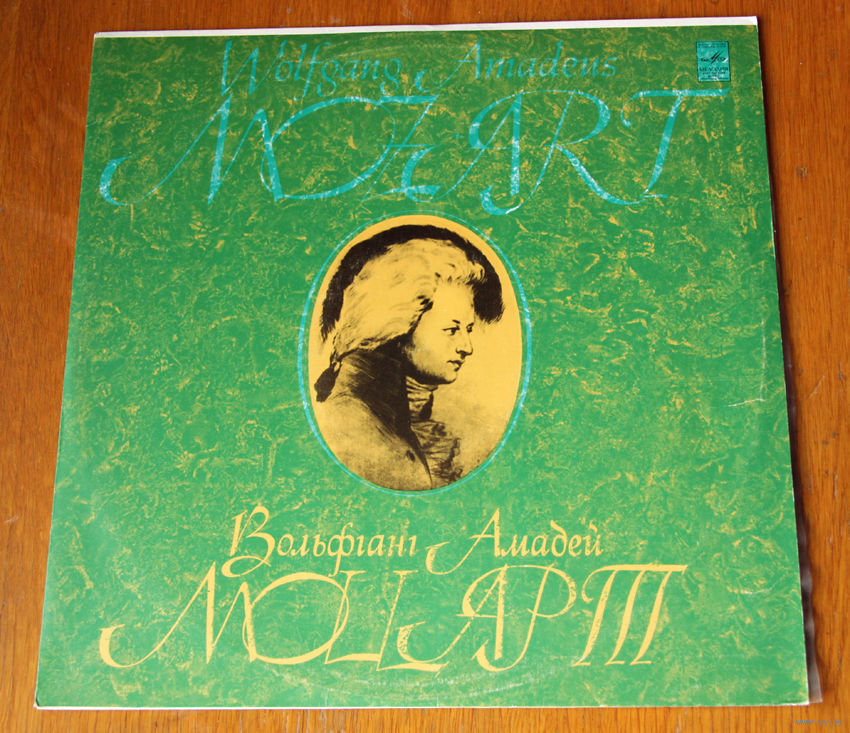 Wolfgang Amadeus
MOZART
Вольфганг Амадей
МОЦАРТ